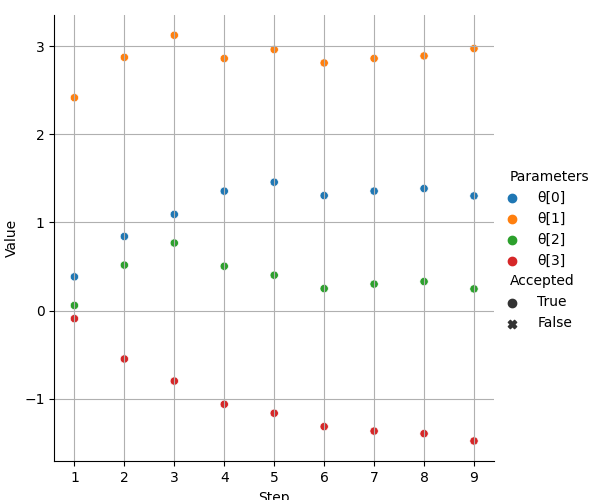 3
2
1
0
−1
Value
1 2 3 4 5 6 7 8 9
Step
Parameters
θ[0]
θ[1]
θ[2]
θ[3]
Accepted
True
False